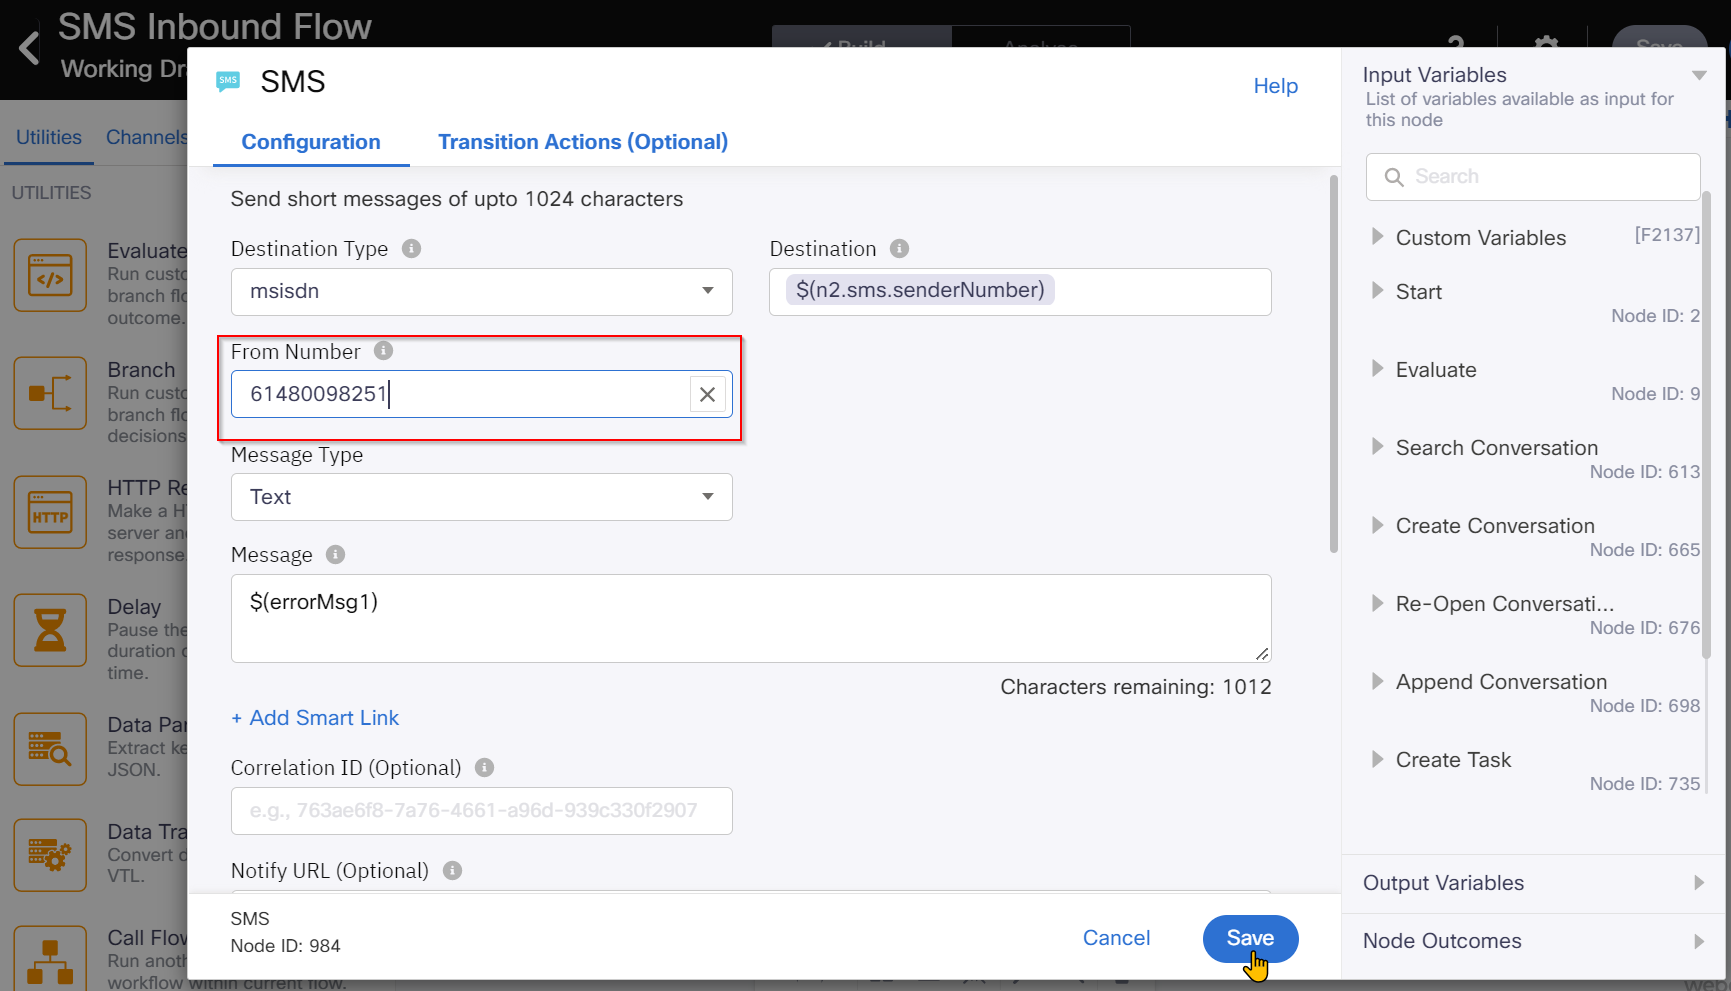 SMS Inbound Flow
Working Dra
Build
Analyse
?
Save
Utilities
Channels
UTILITIES
Evaluate
Run custo
branch flo
outcome.
Branch
Run custo
branch flo
decisions
HTTP Re
Make a H
server and
response.
Delay
Pause the
duration o
time.
Data Par
Extract ke
JSON.
Data Tra
Convert d
VTL.
Call Flow
Run anoth
workflow within current flow.
SMS
SMS
Help
Configuration
Transition Actions (Optional)
Send short messages of upto 1024 characters
Destination Type
msisdn
Destination
$(n2.sms.senderNumber)
From Number
61480098251
Message Type
Text
Message
$(errorMsg1)
Characters remaining: 1012
+ Add Smart Link
Correlation ID (Optional)
e.g., 763ae6f8-7a76-4661-a96d-939c330f2907
Notify URL (Optional)
SMS
Node ID: 984
Cancel
Save
Input Variables
List of variables available as input for
this node
Search
Custom Variables [F2137]
Start
Node ID: 2
Evaluate
Node ID: 9
Search Conversation
Node ID: 613
Create Conversation
Node ID: 665
Re-Open Conversati...
Node ID: 676
Append Conversation
Node ID: 698
Create Task
Node ID: 735
Output Variables
Node Outcomes